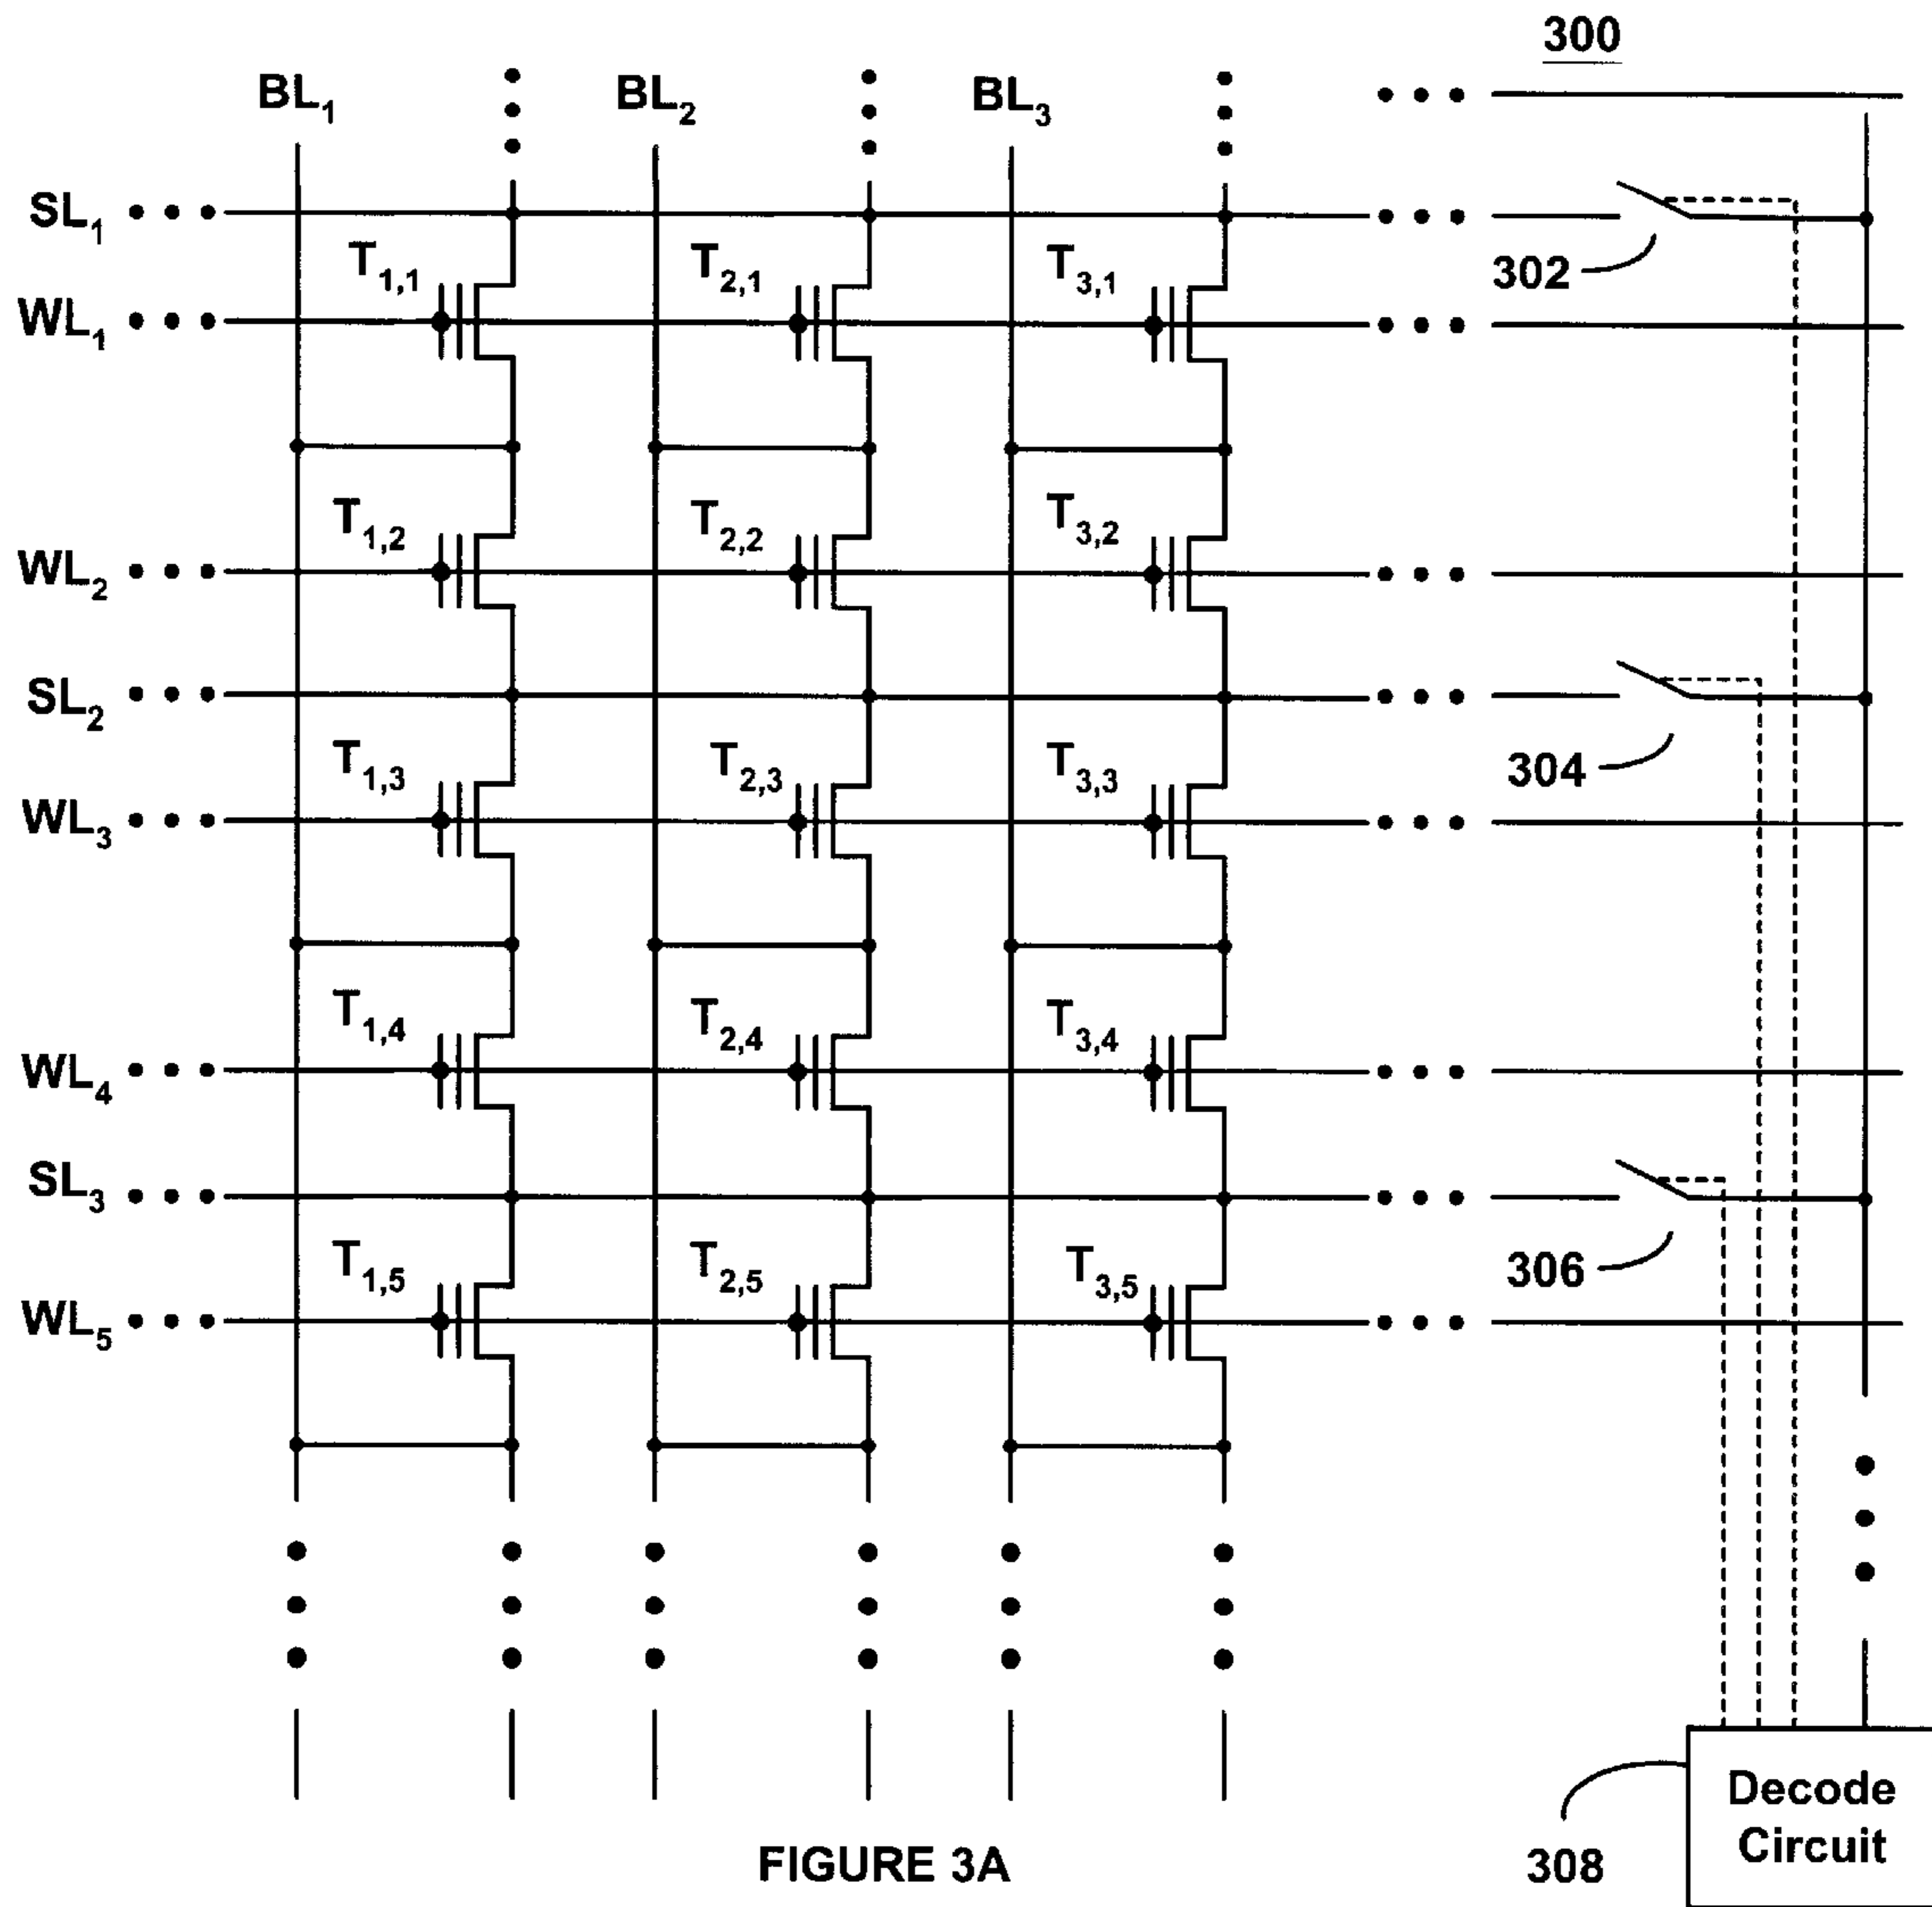 300
BL1
BL2
BL3
SL1
302
T1,1
T2,1
T3,1
WL1
T1,2
T2,2
T3,2
WL2
SL2
304
T1,3
T2,3
T3,3
WL3
T1,4
T2,4
T3,4
WL4
SL3
306
T1,5
T2,5
T3,5
WL5
Decode
Circuit
308
FIGURE 3A